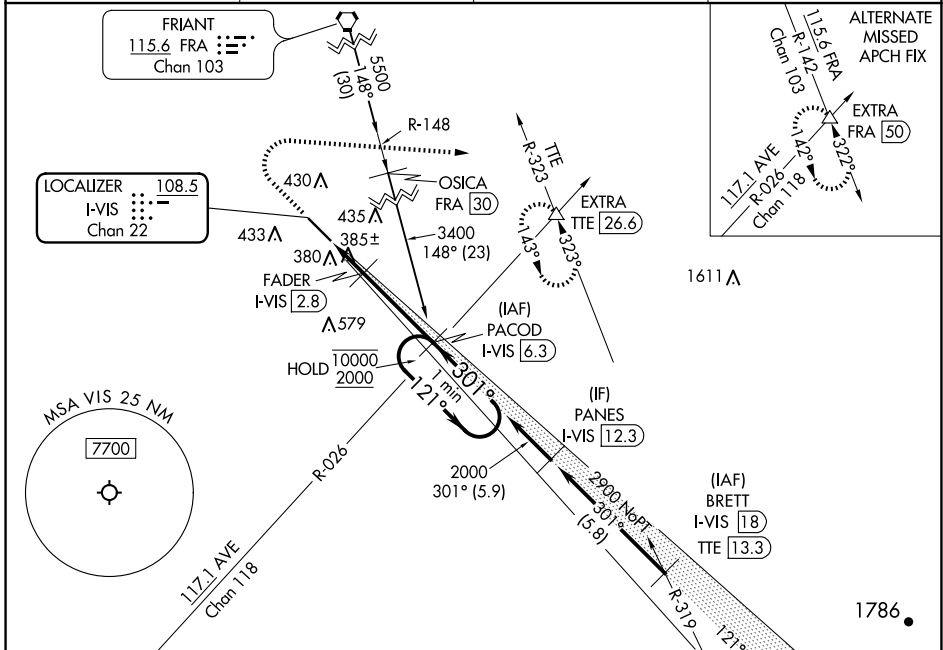 FRIANT
115.6 FRA
Chan 103
5500
148°
(30)
R-148
TTE
R-323
115.6 FRA
R-142
Chan 103
ALTERNATE
MISSED
APCH FIX
EXTRA
FRA 50
142°
322°
117.1 AVE
R-026
Chan 118
LOCALIZER 108.5
I-VIS
Chan 22
430
OSICA
FRA 30
435
433
385±
380
3400
148° (23)
EXTRA
TTE 26.6
143°
323°
1611
FADER
I-VIS 2.8
579
(IAF)
PACOD
I-VIS 6.3
HOLD 10000
2000
1 min
301°
121°
(IF)
PANES
I-VIS 12.3
MSA VIS 25 NM
7700
R-026
2000
301° (5.9)
2900 NoPT
301°
(5.8)
(IAF)
BRETT
I-VIS 18
TTE 13.3
117.1 AVE
Chan 118
R-319
121°
1786